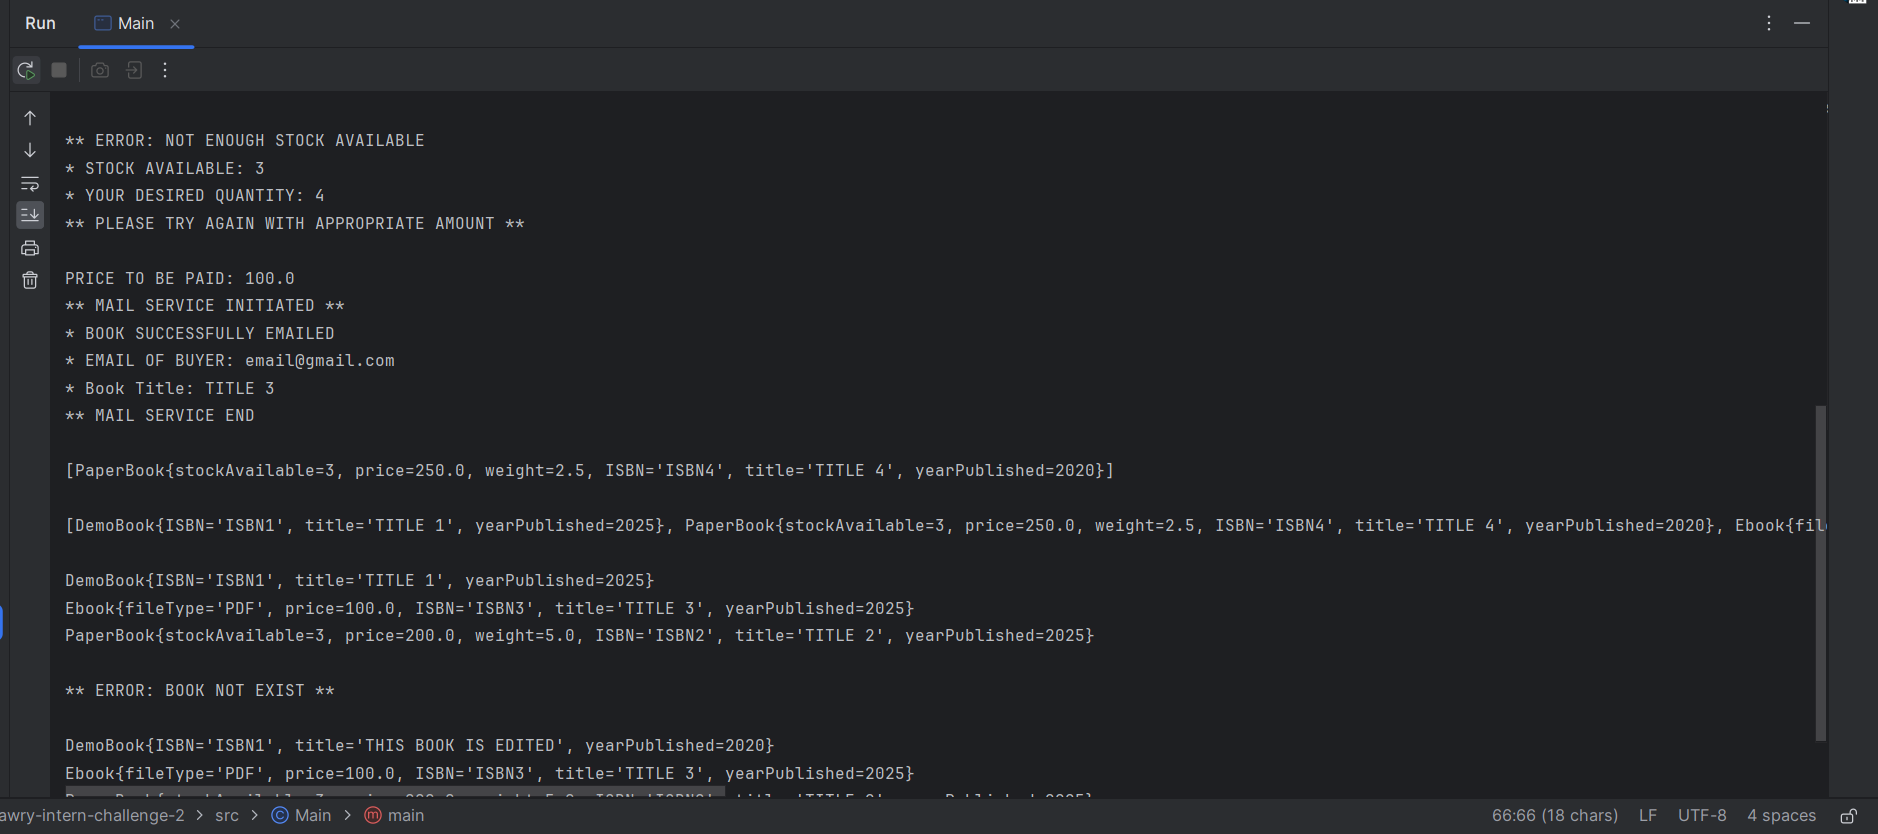 Run
Main
** ERROR: NOT ENOUGH STOCK AVAILABLE
* STOCK AVAILABLE: 3
* YOUR DESIRED QUANTITY: 4
** PLEASE TRY AGAIN WITH APPROPRIATE AMOUNT **
PRICE TO BE PAID: 100.0
** MAIL SERVICE INITIATED **
* BOOK SUCCESSFULLY EMAILED
* EMAIL OF BUYER: email@gmail.com
* Book Title: TITLE 3
** MAIL SERVICE END
[PaperBook{stockAvailable=3, price=250.0, weight=2.5, ISBN='ISBN4', title='TITLE 4', yearPublished=2020}]
[DemoBook{ISBN='ISBN1', title='TITLE 1', yearPublished=2025}, PaperBook{stockAvailable=3, price=250.0, weight=2.5, ISBN='ISBN4', title='TITLE 4', yearPublished=2020}, Ebook{fil
DemoBook{ISBN='ISBN1', title='TITLE 1', yearPublished=2025}
Ebook{fileType='PDF', price=100.0, ISBN='ISBN3', title='TITLE 3', yearPublished=2025}
PaperBook{stockAvailable=3, price=200.0, weight=5.0, ISBN='ISBN2', title='TITLE 2', yearPublished=2025}
** ERROR: BOOK NOT EXIST **
DemoBook{ISBN='ISBN1', title='THIS BOOK IS EDITED', yearPublished=2020}
Ebook{fileType='PDF', price=100.0, ISBN='ISBN3', title='TITLE 3', yearPublished=2025}
awry-intern-challenge-2 > src > Main > main 66:66 (18 chars) LF UTF-8 4 spaces